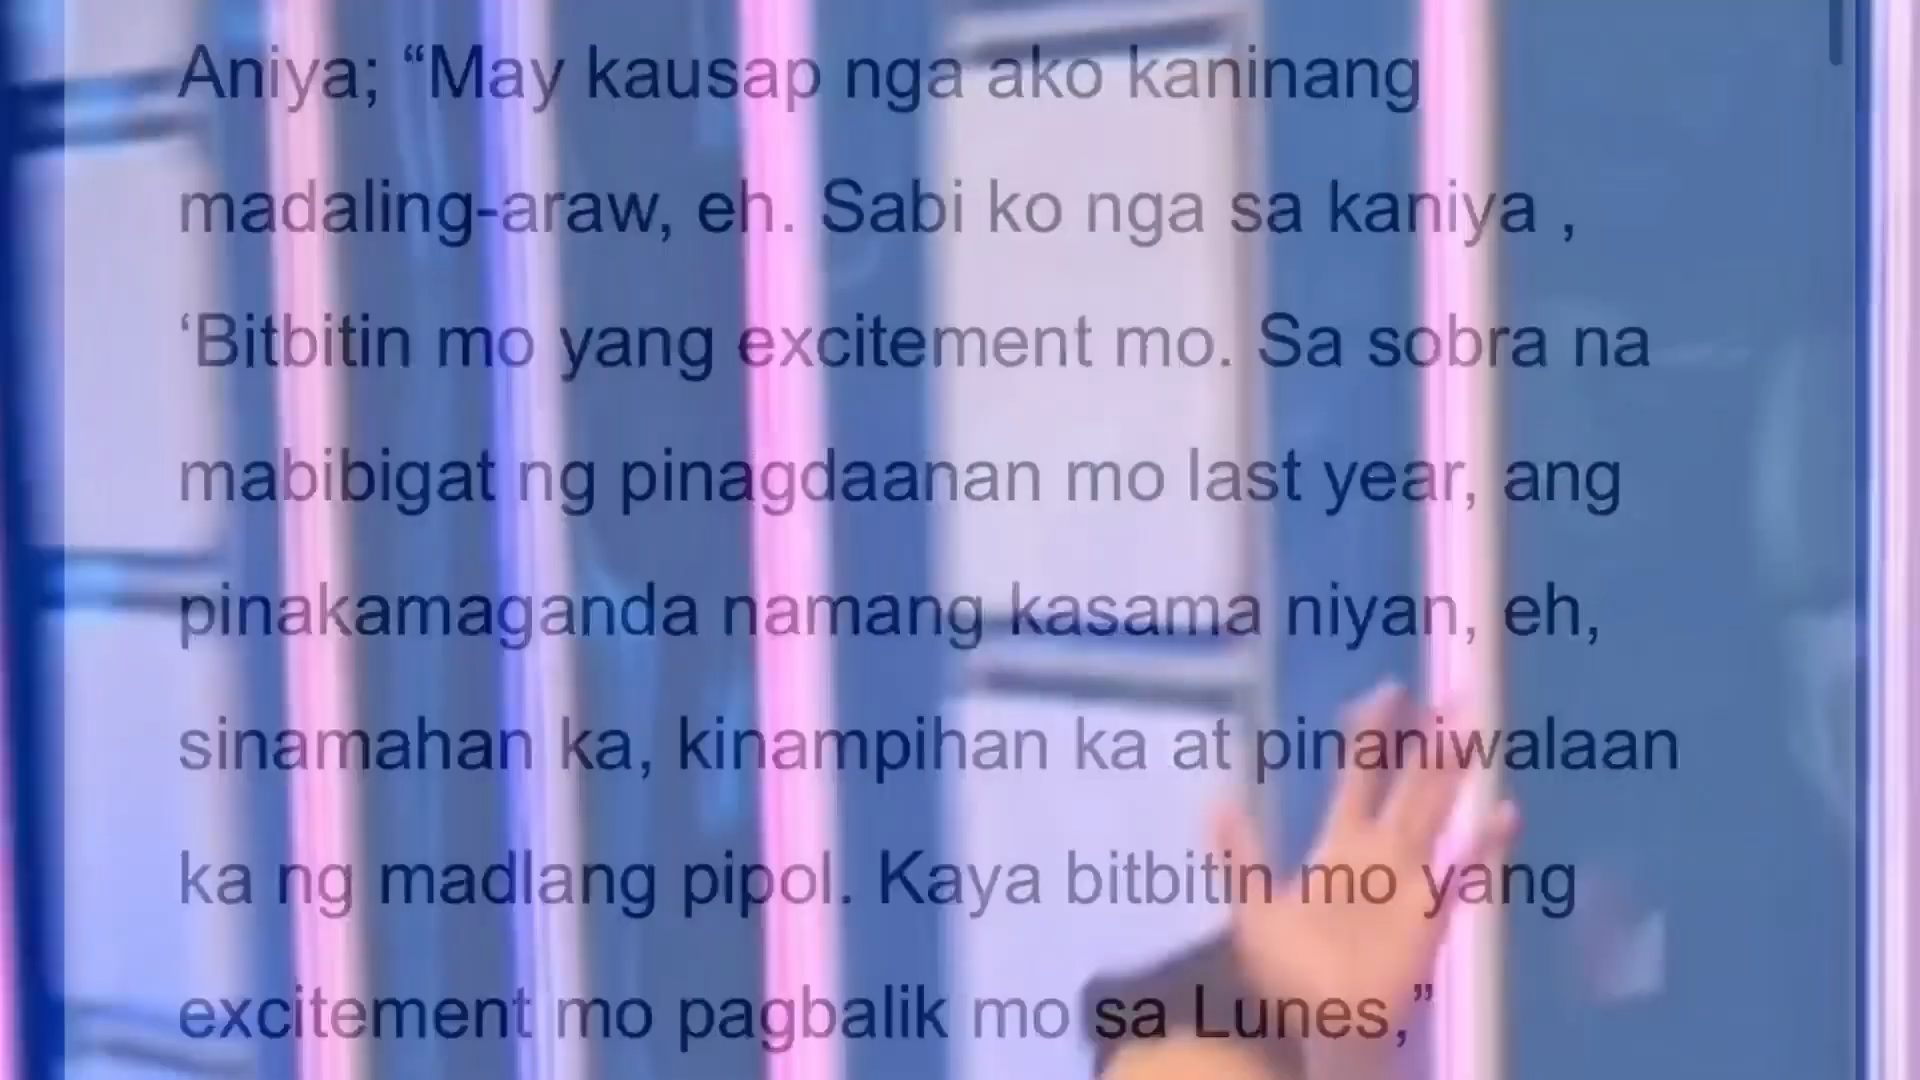 Aniya; “May kausap nga ako kaninang
madaling-araw, eh. Sabi ko nga sa kaniya ,
‘Bitbitin mo yang excitement mo. Sa sobra na
mabibigat ng pinagdaanan mo last year, ang
pinakamaganda namang kasama niyan, eh,
sinamahan ka, kinampihan ka at pinaniwalaan
ka ng madlang pipol. Kaya bitbitin mo yang
excitement mo pagbalik mo sa Lunes,”